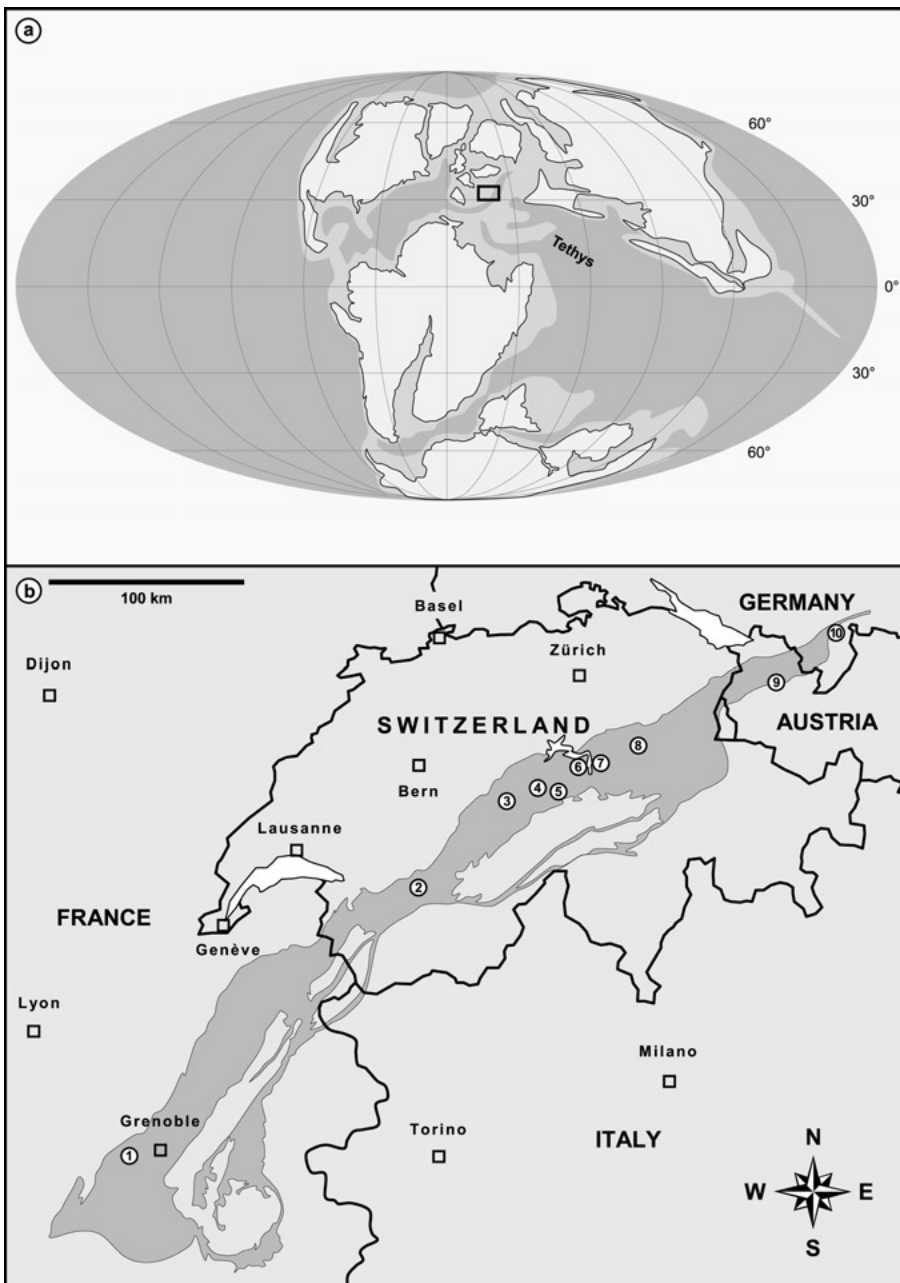 a
60°
30°
Tethys
0°
30°
60°
b
100 km
Basel
GERMANY
Dijon
Zürich
10
9
SWITZERLAND
AUSTRIA
8
7
6
Bern
5
4
3
Lausanne
2
FRANCE
Genève
Lyon
Milano
Grenoble
1
Torino
ITALY
N
W
E
S